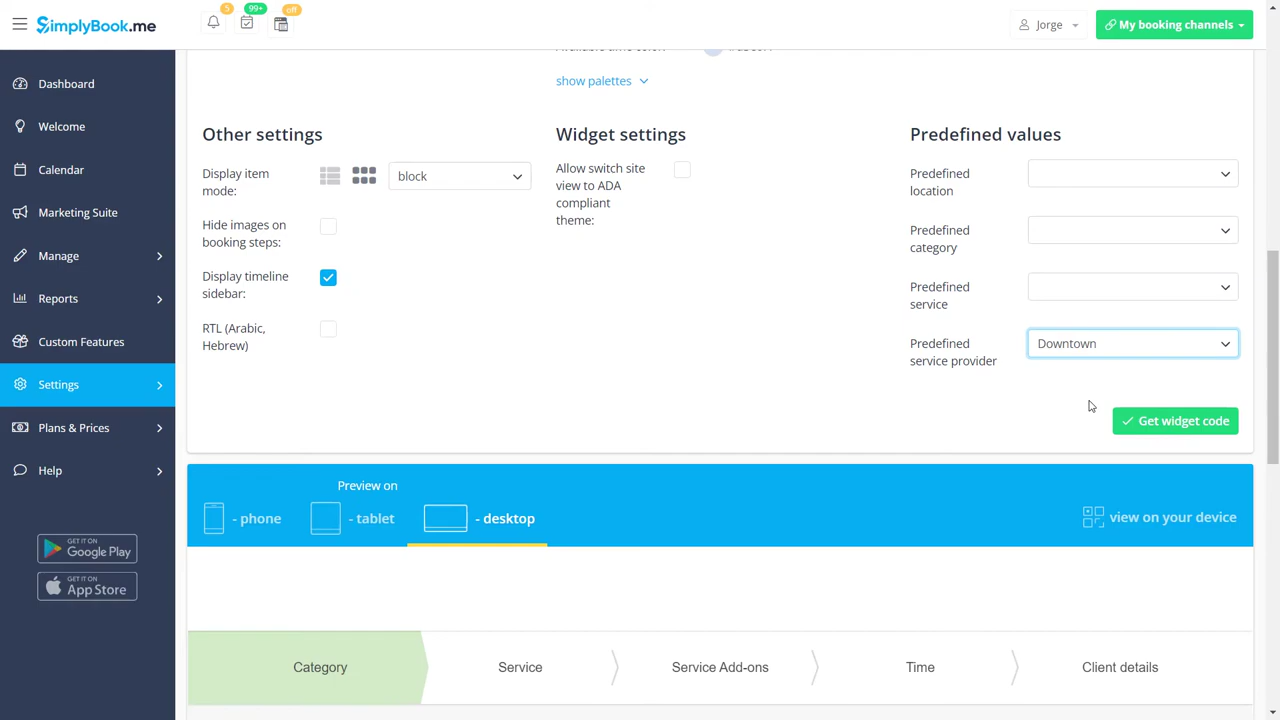 SimplyBook.me
5
99+
off
Jorge
My booking channels
Dashboard
Welcome
Calendar
Marketing Suite
Manage
Reports
Custom Features
Settings
Plans & Prices
Help
GET IT ON
Google Play
GET IT ON
App Store
show palettes
Other settings
Display item
mode:
block
Hide images on
booking steps:
Display timeline
sidebar:
RTL (Arabic,
Hebrew)
Widget settings
Allow switch site
view to ADA
compliant
theme:
Predefined values
Predefined
location
Predefined
category
Predefined
service
Predefined
service provider
Downtown
Get widget code
Preview on
- phone
- tablet
- desktop
view on your device
Category
Service
Service Add-ons
Time
Client details